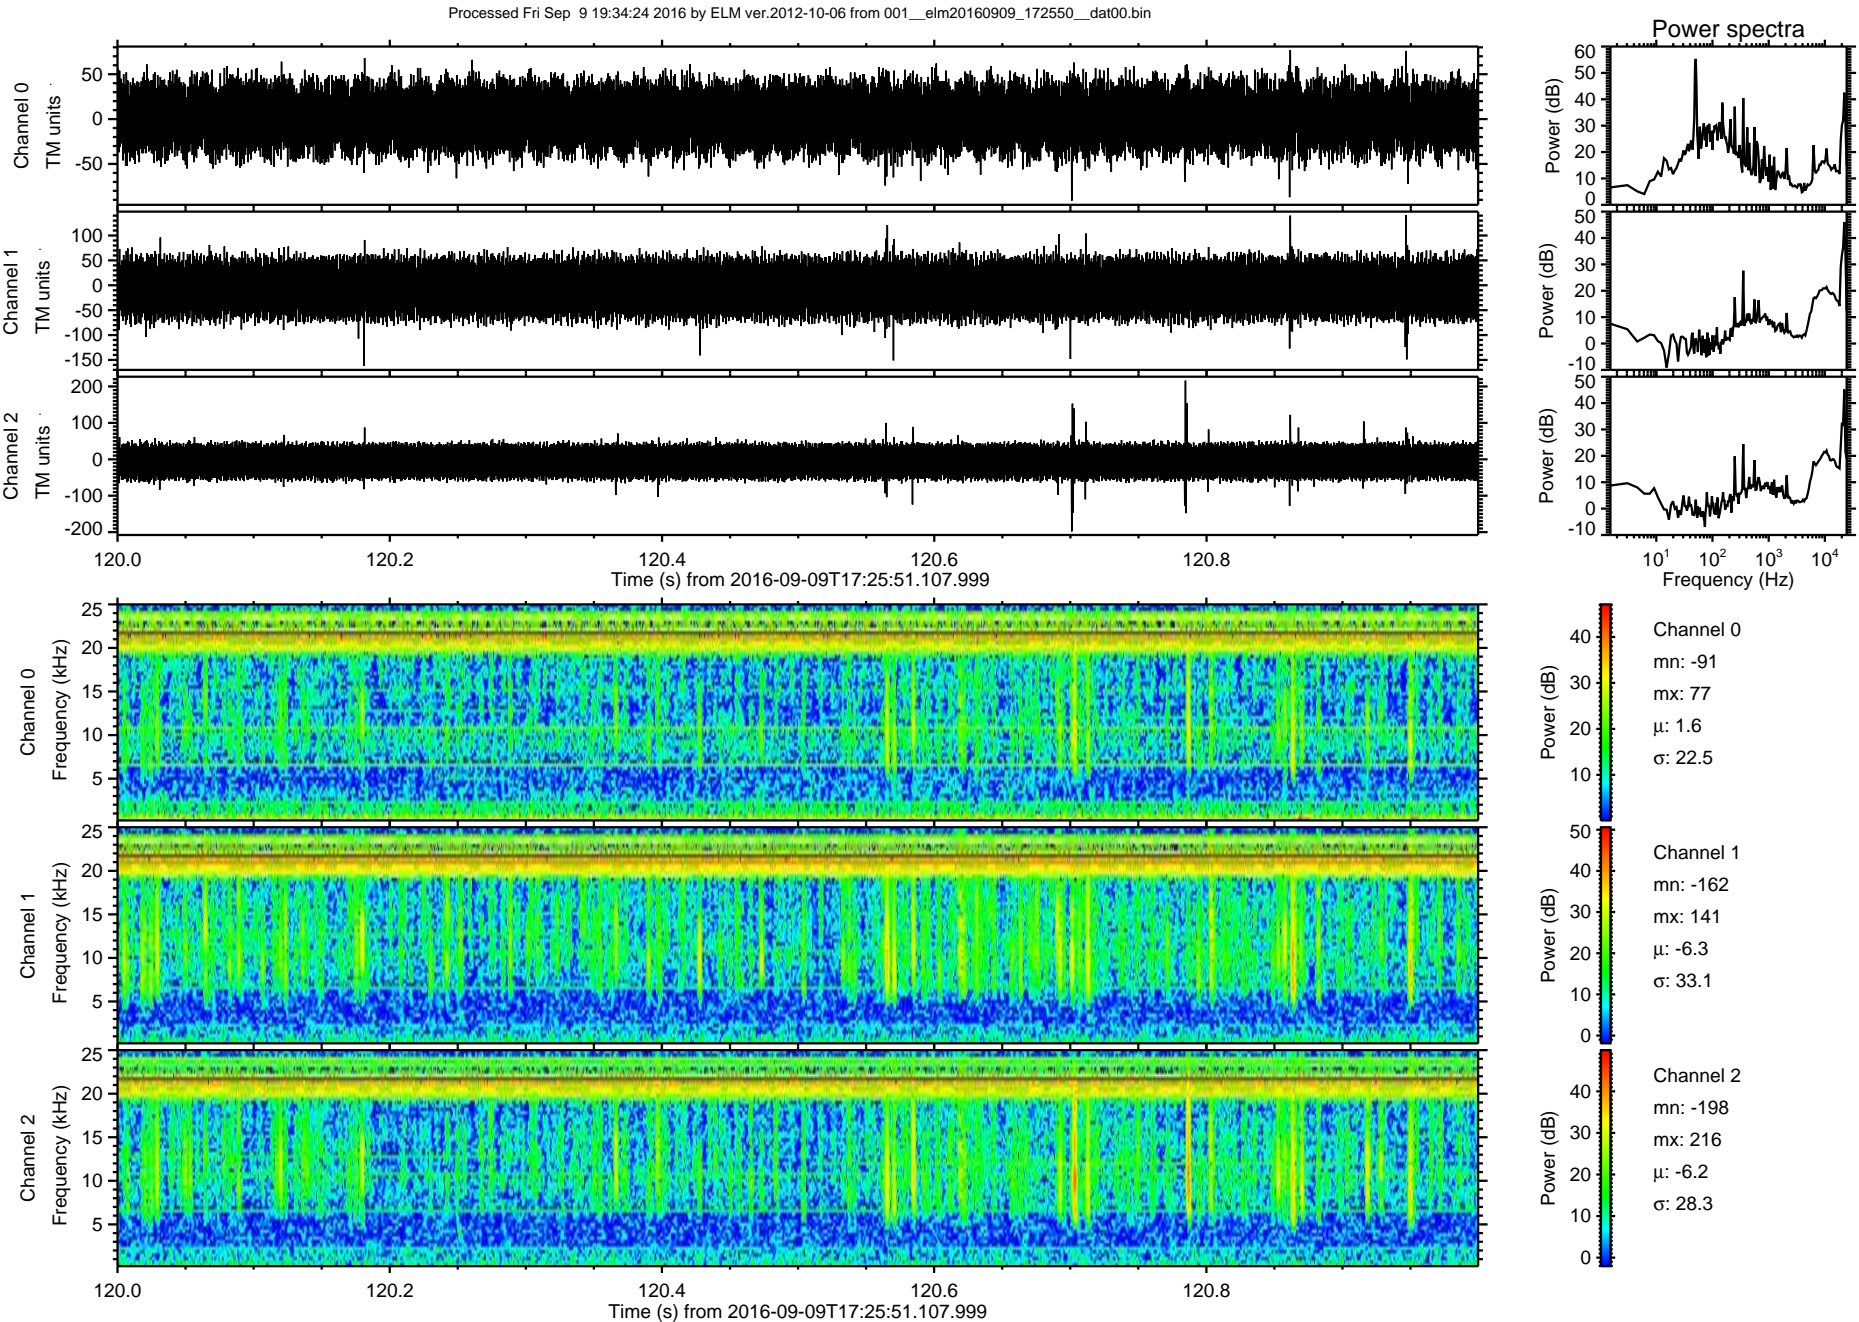 Processed Fri Sep  9 19:34:24 2016 by ELM ver.2012-10-06 from 001__elm20160909_172550__dat00.bin
Power spectra
Channel 0
TM units
50
0
-50
Power (dB)
60
50
40
30
20
10
0
Channel 1
TM units
100
50
0
-50
-100
-150
Power (dB)
50
40
30
20
10
0
-10
Channel 2
TM units
200
100
0
-100
-200
Power (dB)
50
40
30
20
10
0
-10
120.0 120.2 120.4 120.6 120.8
Time (s) from 2016-09-09T17:25:51.107.999
10¹ 10² 10³ 10⁴
Frequency (Hz)
Channel 0
Frequency (kHz)
25
20
15
10
5
Power (dB)
40
30
20
10
Channel 0
mn: -91
mx: 77
μ: 1.6
σ: 22.5
Channel 1
Frequency (kHz)
25
20
15
10
5
Power (dB)
50
40
30
20
10
0
Channel 1
mn: -162
mx: 141
μ: -6.3
σ: 33.1
Channel 2
Frequency (kHz)
25
20
15
10
5
Power (dB)
40
30
20
10
0
Channel 2
mn: -198
mx: 216
μ: -6.2
σ: 28.3
120.0 120.2 120.4 120.6 120.8
Time (s) from 2016-09-09T17:25:51.107.999